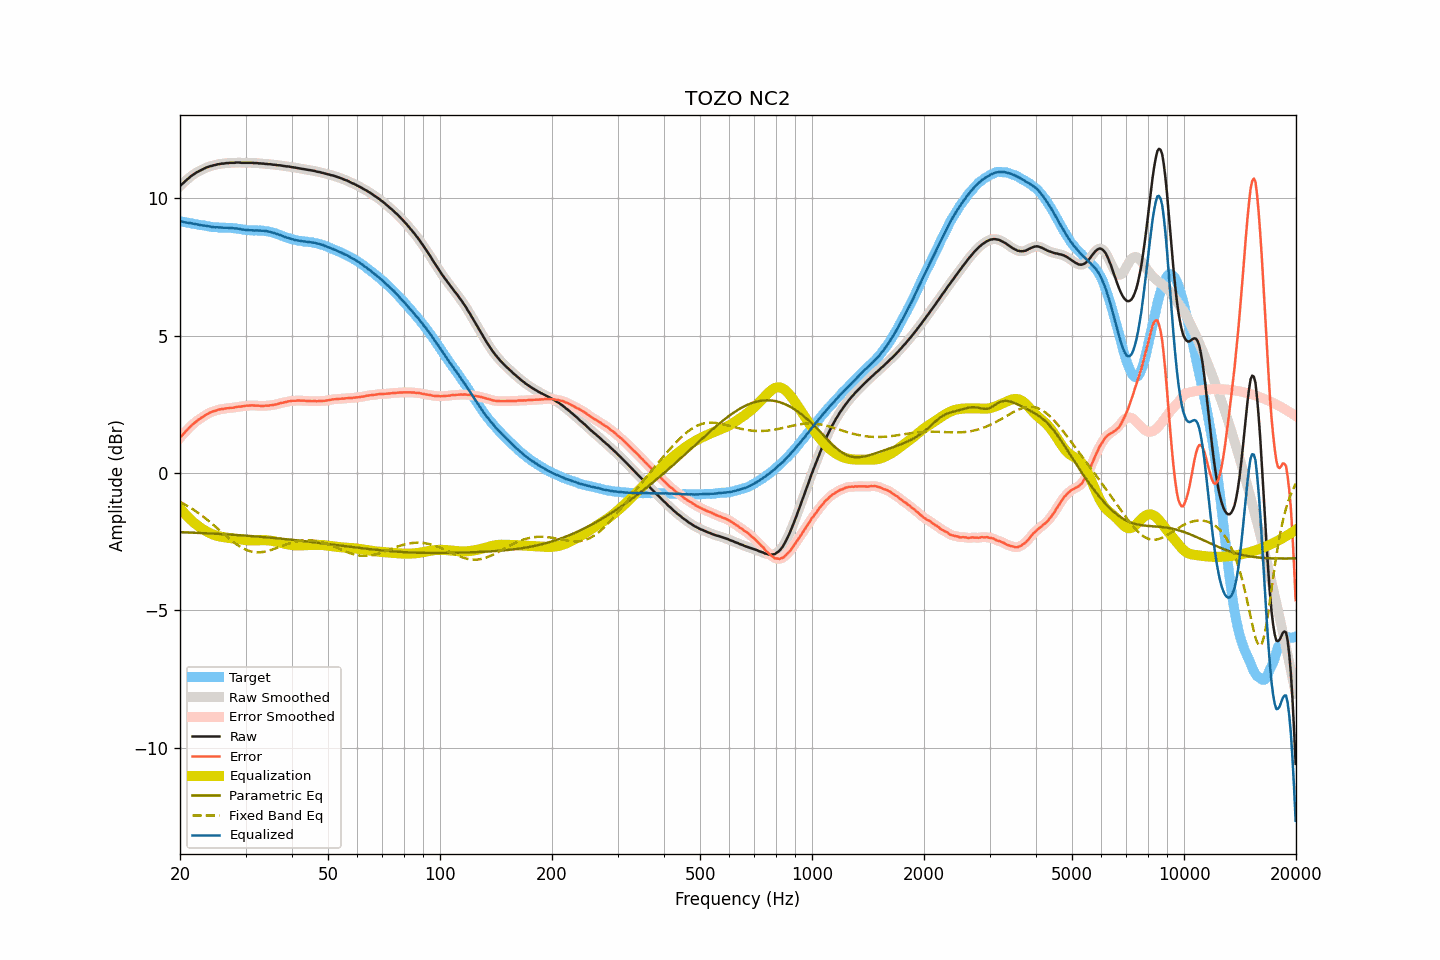 TOZO NC2
Amplitude (dBr)
10
5
0
−5
−10
Target
Raw Smoothed
Error Smoothed
Raw
Error
Equalization
Parametric Eq
Fixed Band Eq
Equalized
20 50 100 200 500 1000 2000 5000 10000 20000
Frequency (Hz)